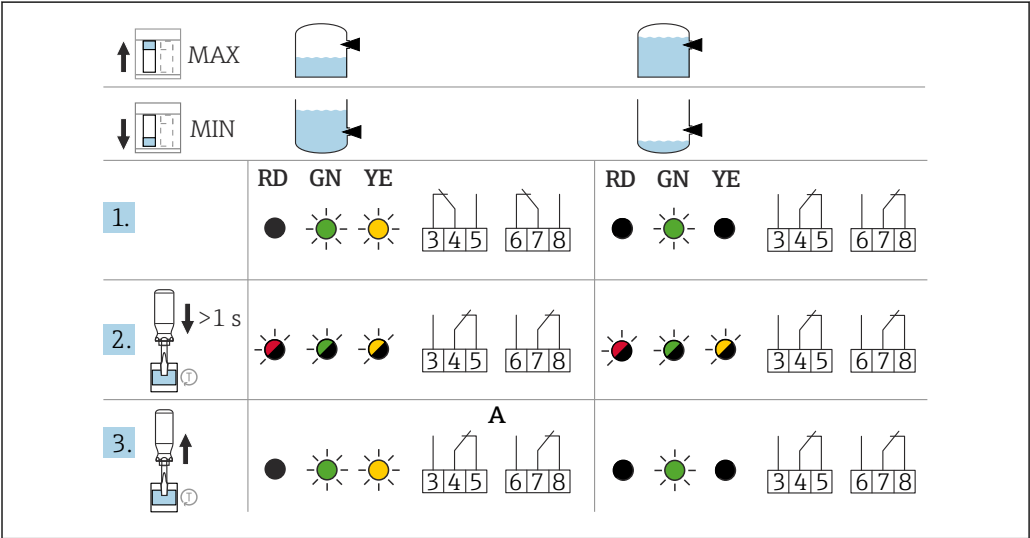 MAX
MIN
RD GN YE RD GN YE
1. 3 4 5 6 7 8 3 4 5 6 7 8
2. >1 s 3 4 5 6 7 8 3 4 5 6 7 8
A
3. 3 4 5 6 7 8 3 4 5 6 7 8
T
T